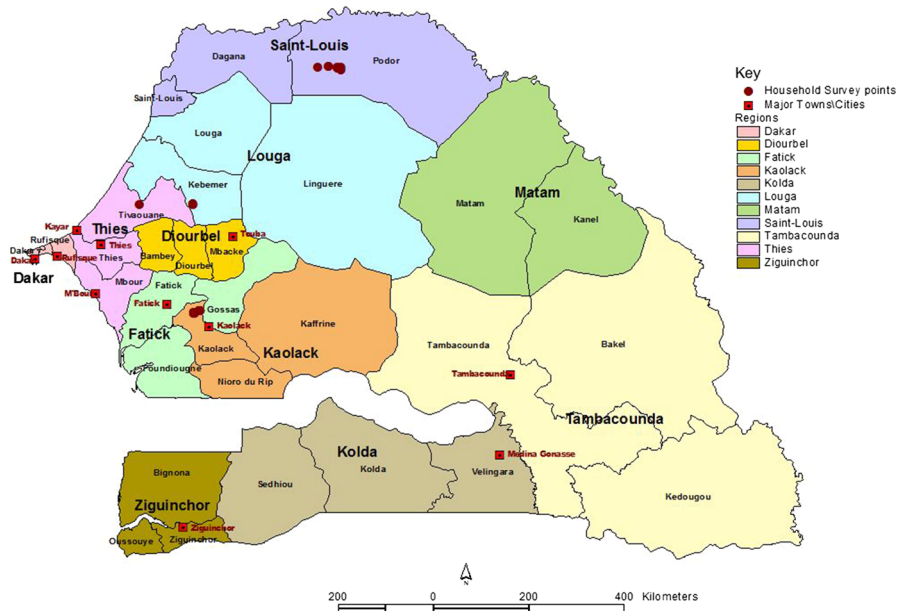 Saint-Louis
Dagana
Podor
Saint-Louis
Louga
Louga
Linguere
Kebemer
Matam
Matam
Kanel
Tivaouane
Kayar
Thies
Thies
Thies
Diourbel
Touba
Mbacke
Bambey
Diourbel
Rufisque
Rufisque
Dakar
Dakar
Dakar
Mbour
M'Bour
Fatick
Fatick
Gossas
Kaolack
Fatick
Kaolack
Kaolack
Kaffrine
Foundiougne
Nioro du Rip
Tambacounda
Bakel
Tambacounda
Tambacounda
Kedougou
Kolda
Kolda
Sedhiou
Velingara
Medina Gonasse
Bignona
Ziguinchor
Ziguinchor
Ziguinchor
Oussouye
Key
Household Survey points
Major Towns\Cities
Regions
Dakar
Diourbel
Fatick
Kaolack
Kolda
Louga
Matam
Saint-Louis
Tambacounda
Thies
Ziguinchor
N
200 0 200 400 Kilometers